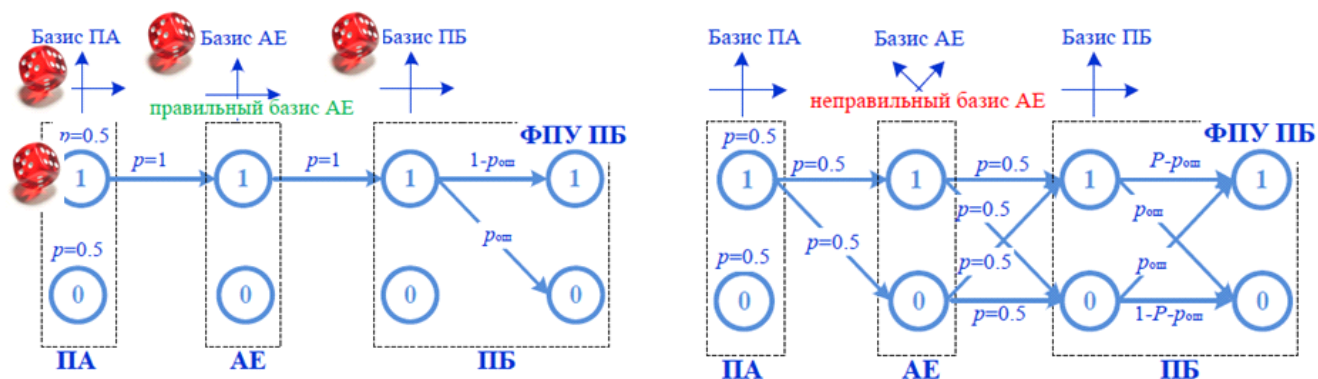 Базис ПА
Базис АЕ
Базис ПБ
правильный базис АЕ
p=0.5
ФПУ ПБ
1
p=1
1
p=1
1
1-pош
1
p=0.5
pош
0
0
0
0
ПА
АЕ
ПБ
Базис ПА
Базис АЕ
Базис ПБ
неправильный базис АЕ
p=0.5
ФПУ ПБ
1
p=0.5
1
p=0.5
1
P-pош
1
p=0.5
pош
p=0.5
p=0.5
p=0.5
pош
0
0
p=0.5
0
1-P-pош
0
ПА
АЕ
ПБ